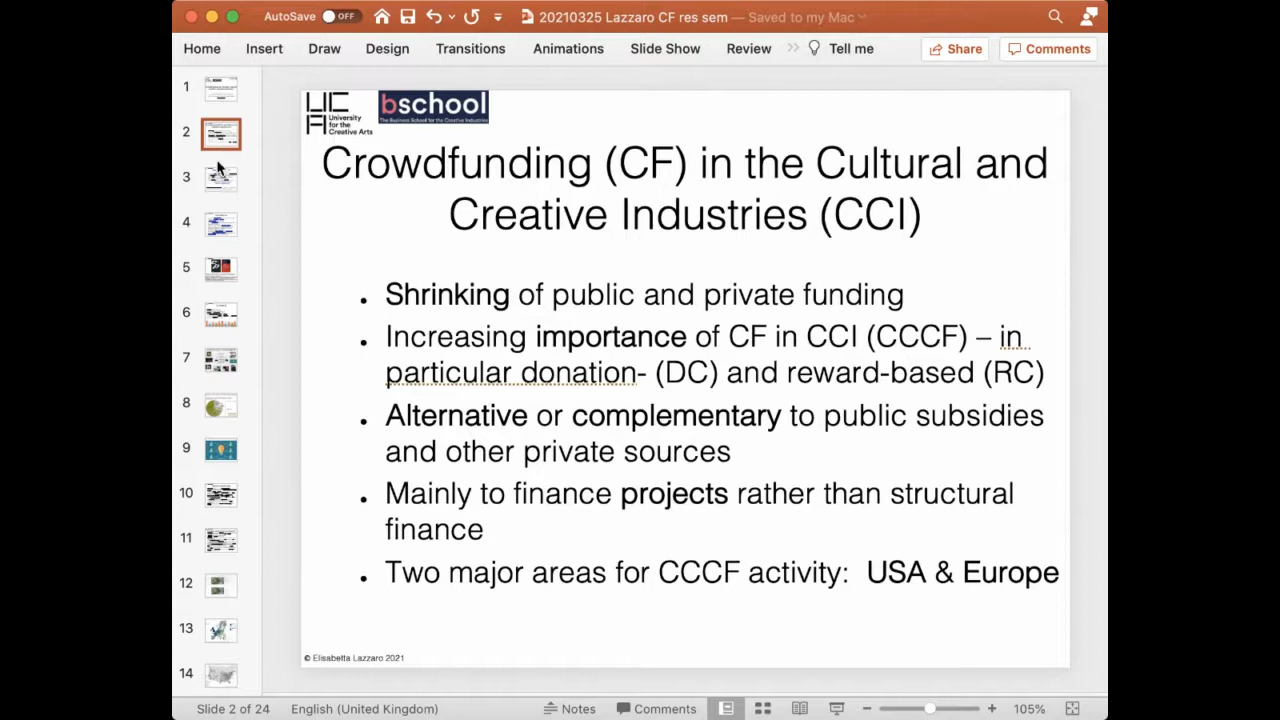 AutoSave OFF 20210325 Lazzaro CF res sem — Saved to my Mac
Home Insert Draw Design Transitions Animations Slide Show Review Tell me Share Comments
1
2
3
4
5
6
7
8
9
10
11
12
13
14
UCA University for the Creative Arts
bschool
The Business School for the Creative Industries
Crowdfunding (CF) in the Cultural and
Creative Industries (CCI)
• Shrinking of public and private funding
• Increasing importance of CF in CCI (CCCF) – in
particular donation- (DC) and reward-based (RC)
• Alternative or complementary to public subsidies
and other private sources
• Mainly to finance projects rather than structural
finance
• Two major areas for CCCF activity: USA & Europe
© Elisabetta Lazzaro 2021
Slide 2 of 24 English (United Kingdom) Notes Comments 105%